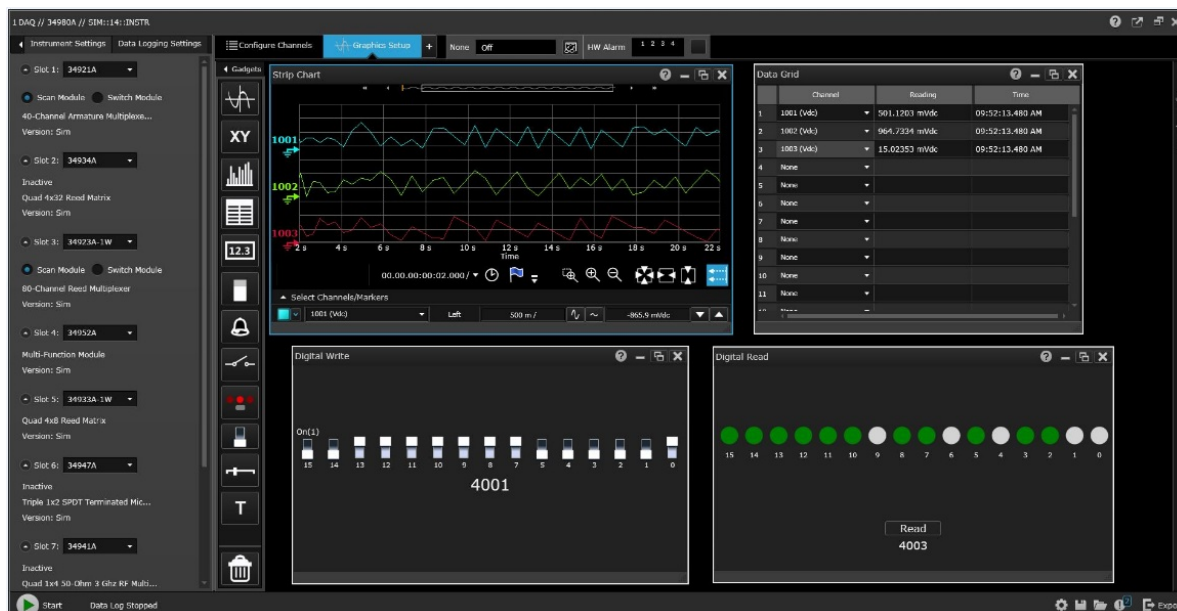 1 DAQ // 34980A // SIM::14::INSTR
Instrument Settings Data Logging Settings
Configure Channels Graphics Setup + None Off HW Alarm 1 2 3 4
Slot 1: 34921A
Scan Module Switch Module
40-Channel Armature Multiplexe...
Version: Sim
Slot 2: 34934A
Inactive
Quad 4x32 Reed Matrix
Version: Sim
Slot 3: 34923A-1W
Scan Module Switch Module
80-Channel Reed Multiplexer
Version: Sim
Slot 4: 34952A
Multi-Function Module
Version: Sim
Slot 5: 34933A-1W
Quad 4x8 Reed Matrix
Version: Sim
Slot 6: 34947A
Inactive
Triple 1x2 SPDT Terminated Mic...
Version: Sim
Slot 7: 34941A
Inactive
Quad 1x4 50-Ohm 3 Ghz RF Multi...
Gadgets
XY
12.3
T
Strip Chart
1001
1002
1003
2 s 4 s 6 s 8 s 10 s 12 s 14 s 16 s 18 s 20 s 22 s
Time
00.00.00:00:02.000/
Select Channels/Markers
1001 (Vdc) Left 500 m/ -865.9 mVdc
Data Grid
Channel Reading Time
1 1001 (Vdc) 501.1203 mVdc 09:52:13.480 AM
2 1002 (Vdc) 964.7334 mVdc 09:52:13.480 AM
3 1003 (Vdc) 15.02353 mVdc 09:52:13.480 AM
4 None
5 None
6 None
7 None
8 None
9 None
10 None
11 None
Digital Write
On(1)
15 14 13 12 11 10 9 8 7 5 4 3 2 1 0
4001
Digital Read
15 14 13 12 11 10 9 8 7 6 5 4 3 2 1 0
Read
4003
Start Data Log Stopped
2
Expo